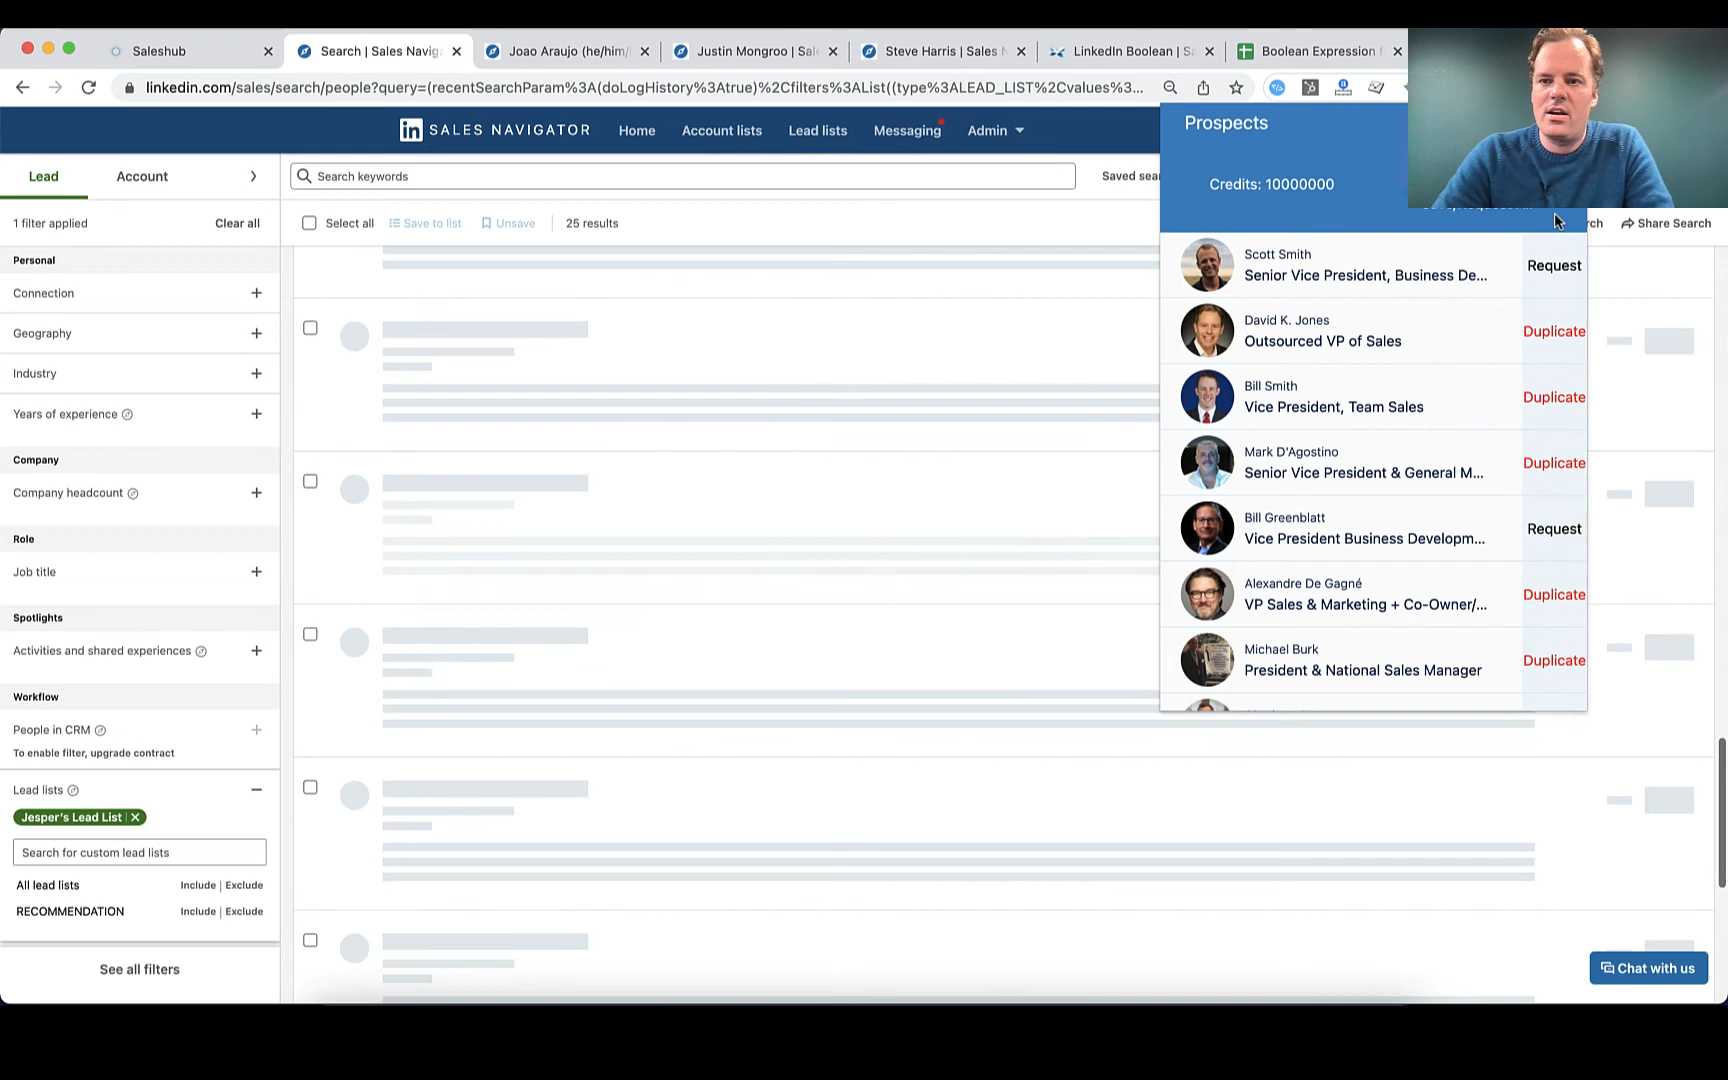 Saleshub
Search | Sales Navig
Joao Araujo (he/him/
Justin Mongroo | Sal
Steve Harris | Sales N
LinkedIn Boolean | Sa
Boolean Expression f
linkedin.com/sales/search/people?query=(recentSearchParam%3A(doLogHistory%3Atrue)%2Cfilters%3AList((type%3ALEAD_LIST%2Cvalues%3...
in SALES NAVIGATOR
Home
Account lists
Lead lists
Messaging
Admin
Prospects
Credits: 10000000
Lead
Account
Search keywords
Saved sear
1 filter applied
Clear all
Select all
Save to list
Unsave
25 results
rch
Share Search
Personal
Connection
Geography
Industry
Years of experience
Company
Company headcount
Role
Job title
Spotlights
Activities and shared experiences
Workflow
People in CRM
To enable filter, upgrade contract
Lead lists
Jesper's Lead List
Search for custom lead lists
All lead lists
Include | Exclude
RECOMMENDATION
Include | Exclude
See all filters
Scott Smith
Senior Vice President, Business De...
Request
David K. Jones
Outsourced VP of Sales
Duplicate
Bill Smith
Vice President, Team Sales
Duplicate
Mark D'Agostino
Senior Vice President & General M...
Duplicate
Bill Greenblatt
Vice President Business Developm...
Request
Alexandre De Gagné
VP Sales & Marketing + Co-Owner/...
Duplicate
Michael Burk
President & National Sales Manager
Duplicate
Chat with us